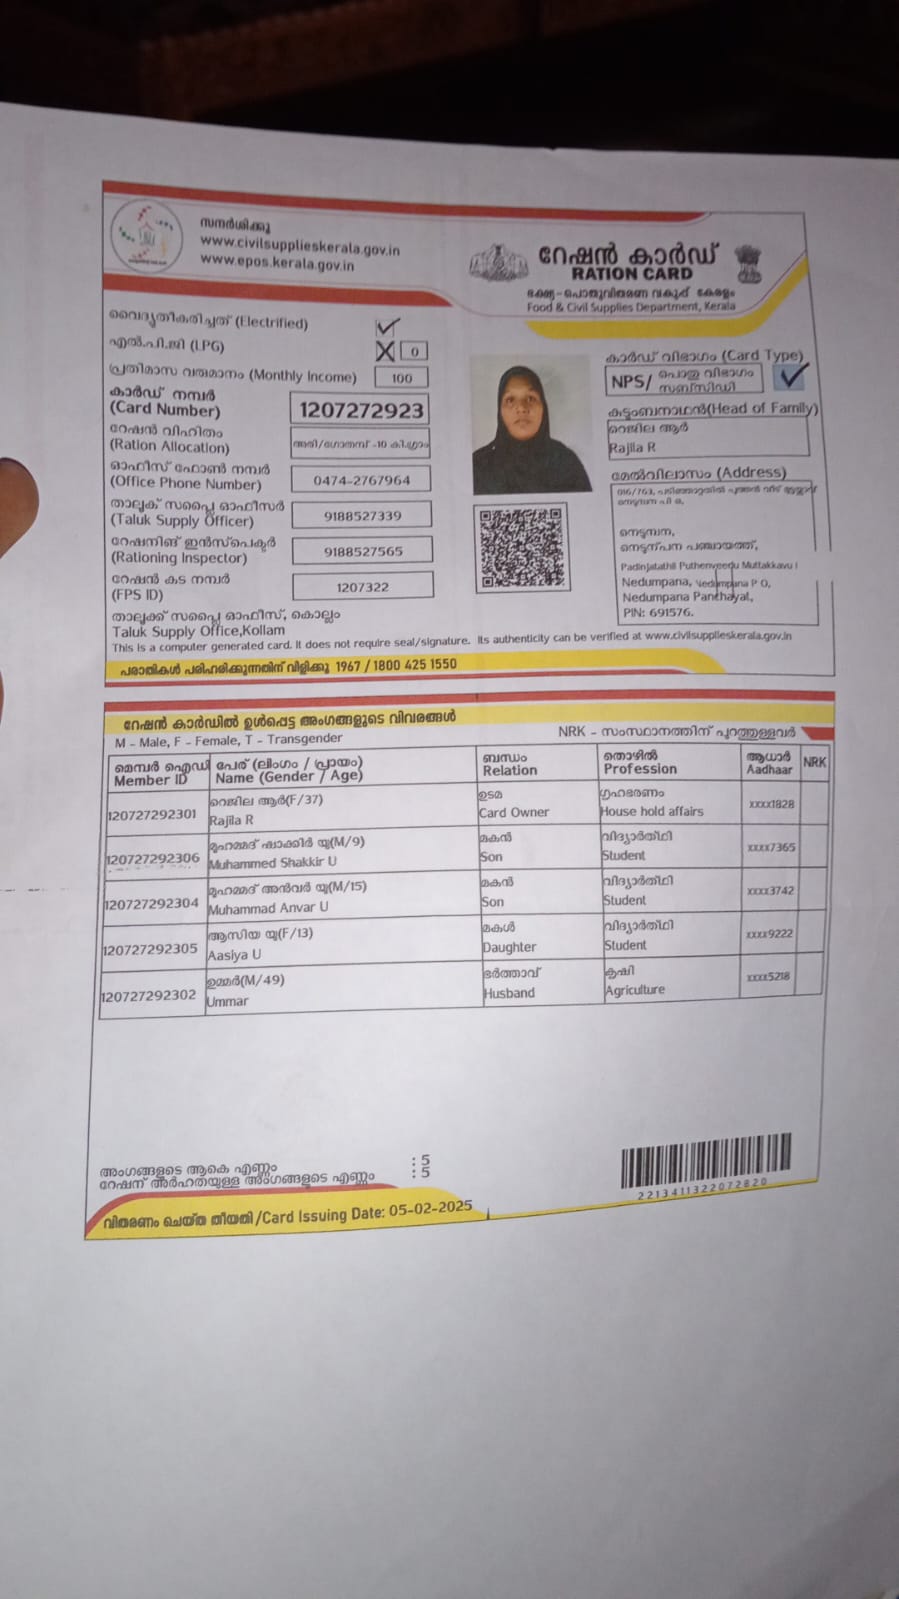 സന്ദർശിക്കൂ
www.civilsupplieskerala.gov.in
www.epos.kerala.gov.in
റേഷൻ കാർഡ്
RATION CARD
ഭക്ഷ്യ-പൊതുവിതരണ വകുപ്പ് കേരളം
Food & Civil Supplies Department, Kerala
വൈദ്യുതീകരിച്ചത് (Electrified)
എൽ.പി.ജി (LPG) 0
പ്രതിമാസ വരുമാനം (Monthly Income) 100
കാർഡ് നമ്പർ
(Card Number) 1207272923
റേഷൻ വിഹിതം
(Ration Allocation) അരി/ഗോതമ്പ് -10 കി.ഗ്രാം
ഓഫീസ് ഫോൺ നമ്പർ
(Office Phone Number) 0474-2767964
താലൂക് സപ്ലൈ ഓഫീസർ
(Taluk Supply Officer) 9188527339
റേഷനിങ് ഇൻസ്‌പെക്ടർ
(Rationing Inspector) 9188527565
റേഷൻ കട നമ്പർ
(FPS ID) 1207322
താലൂക്ക് സപ്ലൈ ഓഫീസ്, കൊല്ലം
Taluk Supply Office,Kollam
കാർഡ് വിഭാഗം (Card Type)
NPS/ പൊതു വിഭാഗം
സബ്‌സിഡി
കുടുംബനാഥൻ(Head of Family)
റെജില ആർ
Rajila R
മേൽവിലാസം (Address)
016/763, പുത്തൻ വീട്
നെടുമ്പന പി ഒ,
നെടുമ്പന,
നെടുമ്പന പഞ്ചായത്ത്,
Padinjatathil Puthenveedu Muttakkavu
Nedumpana, Nedumpana P O,
Nedumpana Panchayat,
PIN: 691576.
This is a computer generated card. It does not require seal/signature. Its authenticity can be verified at www.civilsupplieskerala.gov.in
പരാതികൾ പരിഹരിക്കുന്നതിന് വിളിക്കൂ 1967 / 1800 425 1550
റേഷൻ കാർഡിൽ ഉൾപ്പെട്ട അംഗങ്ങളുടെ വിവരങ്ങൾ
M - Male, F - Female, T - Transgender NRK - സംസ്ഥാനത്തിന് പുറത്തുള്ളവർ
മെമ്പർ ഐഡി പേര് (ലിംഗം / പ്രായം) ബന്ധം തൊഴിൽ ആധാർ NRK
Member ID Name (Gender / Age) Relation Profession Aadhaar
120727292301 റെജില ആർ(F/37) ഉടമ ഗൃഹഭരണം xxxx1828
Rajila R Card Owner House hold affairs
120727292306 മുഹമ്മദ് ഷാക്കിർ യു(M/9) മകൻ വിദ്യാർത്ഥി xxxx7365
Muhammed Shakkir U Son Student
120727292304 മുഹമ്മദ് അൻവർ യു(M/15) മകൻ വിദ്യാർത്ഥി xxxx3742
Muhammad Anvar U Son Student
120727292305 ആസിയ യു(F/13) മകൾ വിദ്യാർത്ഥി xxxx9222
Aasiya U Daughter Student
120727292302 ഉമ്മർ(M/49) ഭർത്താവ് കൃഷി xxxx5218
Ummar Husband Agriculture
അംഗങ്ങളുടെ ആകെ എണ്ണം : 5
റേഷന് അർഹതയുള്ള അംഗങ്ങളുടെ എണ്ണം : 5
2213411322072820
വിതരണം ചെയ്ത തീയതി/Card Issuing Date: 05-02-2025